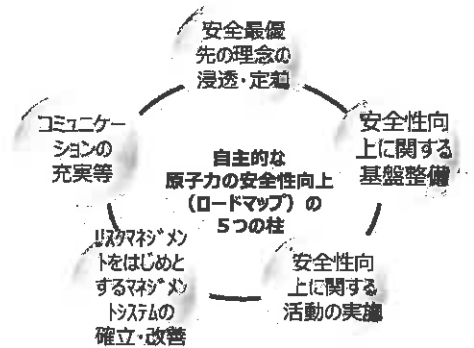 安全最優
先の理念の
浸透・定着
コミュニケー
ションの
充実等
安全性向
上に関する
基盤整備
自主的な
原子力の安全性向上
（ロードマップ）の
５つの柱
リスクマネジメン
トをはじめと
するマネジメン
トシステムの
確立・改善
安全性向
上に関する
活動の実施